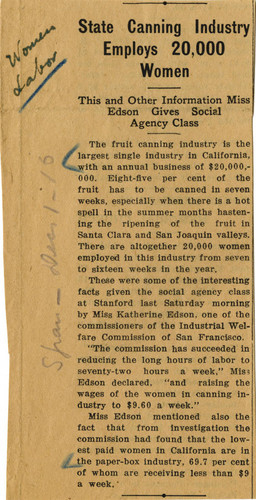 Women
Labor
State Canning Industry
Employs 20,000
Women
This and Other Information Miss
Edson Gives Social
Agency Class
The fruit canning industry is the
largest single industry in California,
with an annual business of $20,000,-
000. Eighty-five per cent of the
fruit has to be canned in seven
weeks, especially when there is a hot
spell in the summer months hasten-
ing the ripening of the fruit in
Santa Clara and San Joaquin valleys.
There are altogether 20,000 women
employed in this industry from seven
to sixteen weeks in the year.
These were some of the interesting
facts given the social agency class
at Stanford last Saturday morning
by Miss Katherine Edson, one of the
commissioners of the Industrial Wel-
fare Commission of San Francisco.
"The commission has succeeded in
reducing the long hours of labor to
seventy-two hours a week," Miss
Edson declared, "and raising the
wages of the women in canning in-
dustry to $9.60 a week."
Miss Edson mentioned also the
fact that from investigation the
commission had found that the low-
est paid women in California are in
the paper-box industry, 69.7 per cent
of whom are receiving less than $9
a week.
Dec 1-16